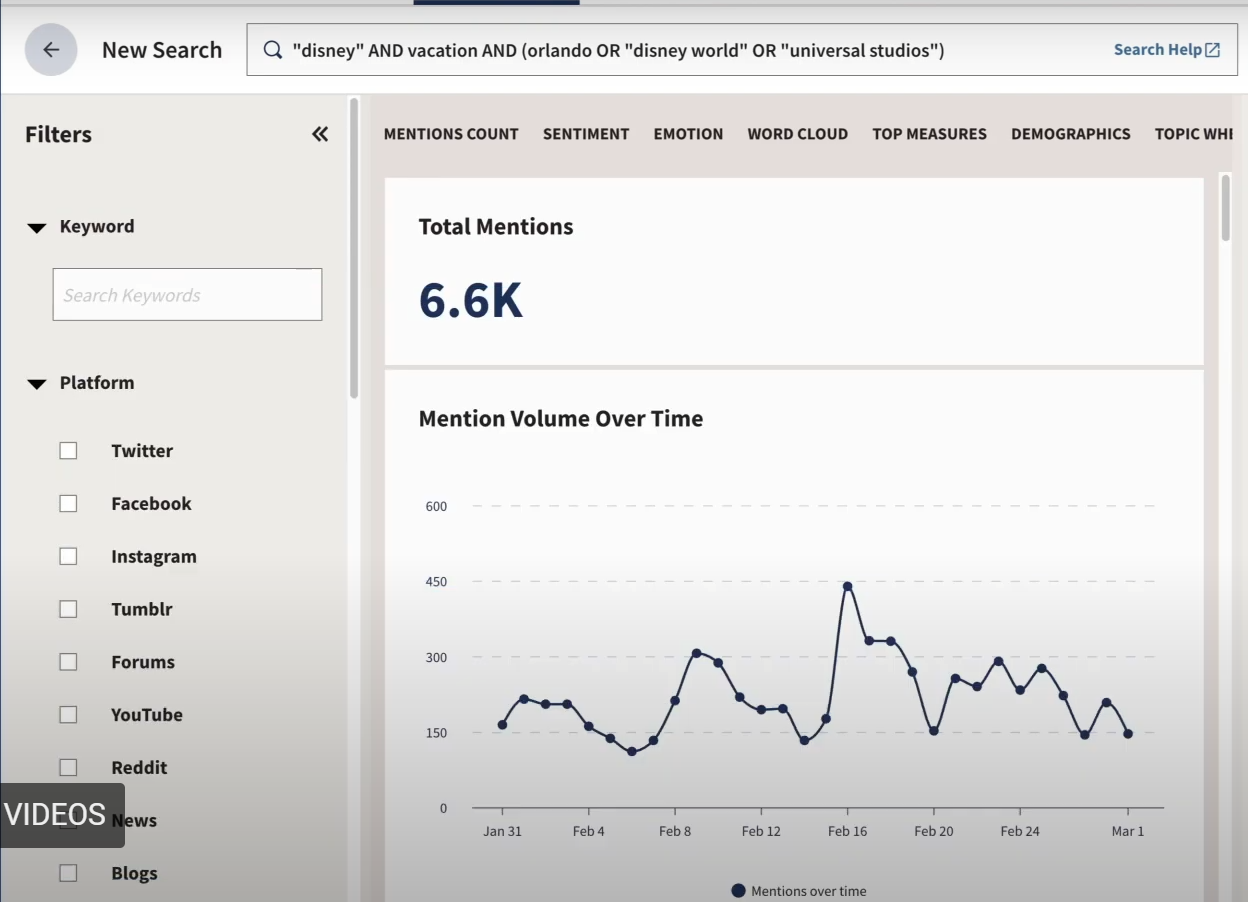 New Search
"disney" AND vacation AND (orlando OR "disney world" OR "universal studios")
Search Help
Filters
Keyword
Search Keywords
Platform
Twitter
Facebook
Instagram
Tumblr
Forums
YouTube
Reddit
VIDEOS
News
Blogs
MENTIONS COUNT SENTIMENT EMOTION WORD CLOUD TOP MEASURES DEMOGRAPHICS TOPIC WHE
Total Mentions
6.6K
Mention Volume Over Time
600
450
300
150
0
Jan 31 Feb 4 Feb 8 Feb 12 Feb 16 Feb 20 Feb 24 Mar 1
Mentions over time